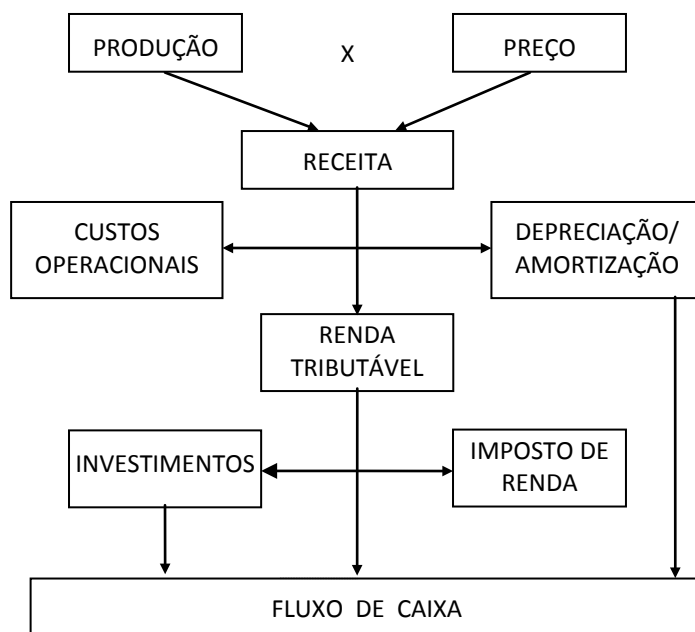 PRODUÇÃO
X
PREÇO
RECEITA
CUSTOS
OPERACIONAIS
DEPRECIAÇÃO/
AMORTIZAÇÃO
RENDA
TRIBUTÁVEL
INVESTIMENTOS
IMPOSTO DE
RENDA
FLUXO DE CAIXA